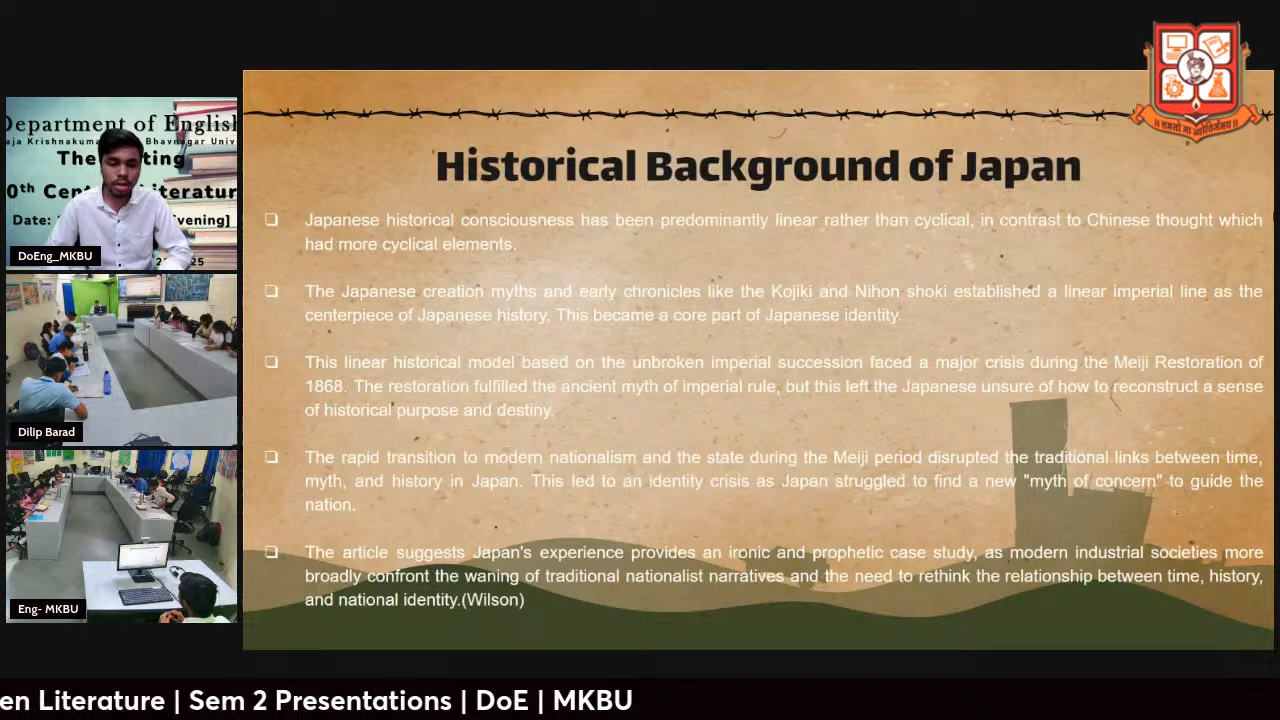 Department of English
The
0th Cen
iteratur
Date:
DoEng_MKBU
Dilip Barad
Eng- MKBU
॥ तमसो मा ज्योतिर्गमय ॥
Historical Background of Japan
❑ Japanese historical consciousness has been predominantly linear rather than cyclical, in contrast to Chinese thought which
had more cyclical elements.
❑ The Japanese creation myths and early chronicles like the Kojiki and Nihon shoki established a linear imperial line as the
centerpiece of Japanese history. This became a core part of Japanese identity.
❑ This linear historical model based on the unbroken imperial succession faced a major crisis during the Meiji Restoration of
1868. The restoration fulfilled the ancient myth of imperial rule, but this left the Japanese unsure of how to reconstruct a sense
of historical purpose and destiny.
❑ The rapid transition to modern nationalism and the state during the Meiji period disrupted the traditional links between time,
myth, and history in Japan. This led to an identity crisis as Japan struggled to find a new "myth of concern" to guide the
nation.
❑ The article suggests Japan's experience provides an ironic and prophetic case study, as modern industrial societies more
broadly confront the waning of traditional nationalist narratives and the need to rethink the relationship between time, history,
and national identity.(Wilson)
en Literature | Sem 2 Presentations | DoE | MKBU